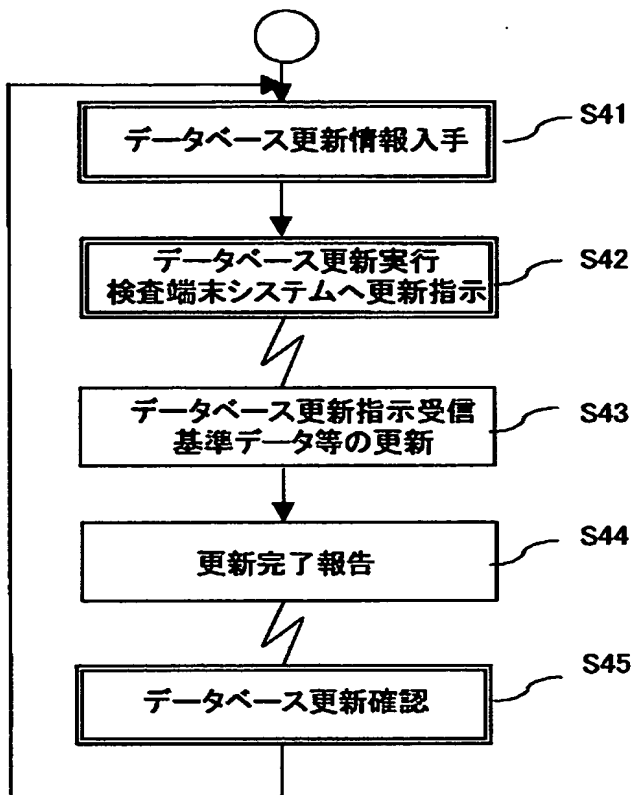 データベース更新情報入手
S41
データベース更新実行
検査端末システムへ更新指示
S42
データベース更新指示受信
基準データ等の更新
S43
更新完了報告
S44
データベース更新確認
S45